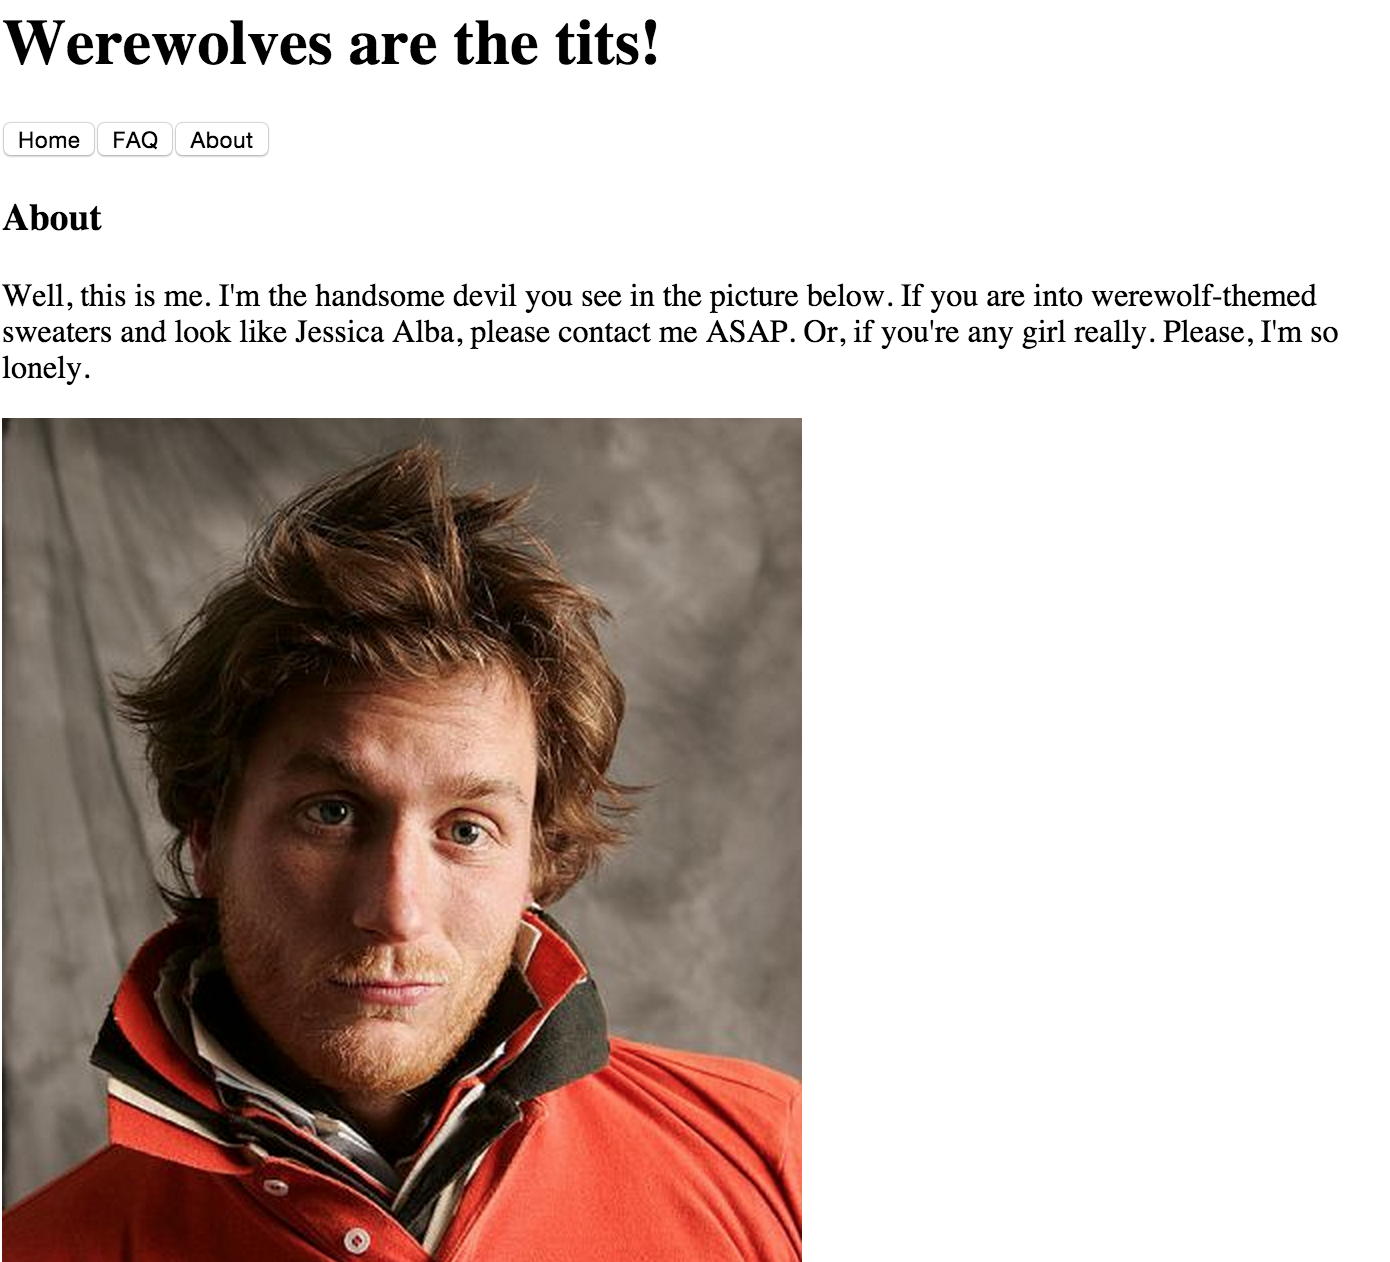 Werewolves are the tits!
Home FAQ About
About
Well, this is me. I'm the handsome devil you see in the picture below. If you are into werewolf-themed
sweaters and look like Jessica Alba, please contact me ASAP. Or, if you're any girl really. Please, I'm so
lonely.